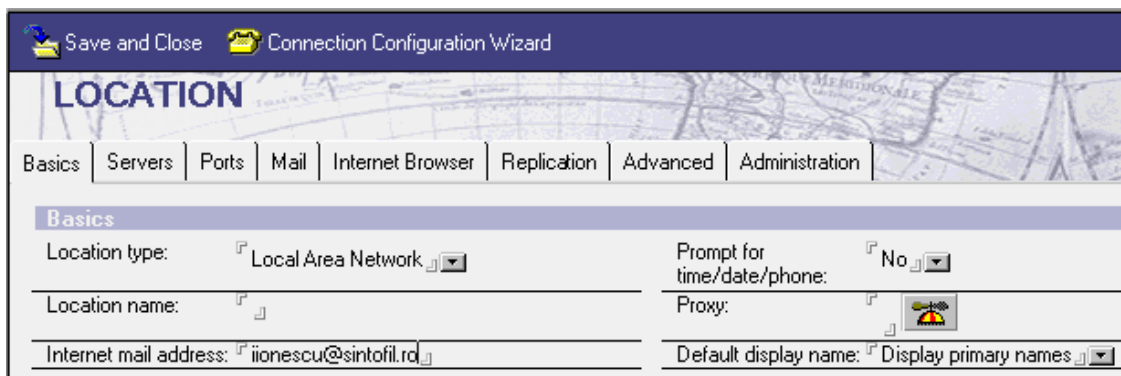 Save and Close Connection Configuration Wizard
LOCATION
MERIDIONALE
Basics Servers Ports Mail Internet Browser Replication Advanced Administration
Basics
Location type: Local Area Network Prompt for time/date/phone: No
Location name: Proxy:
Internet mail address: iionescu@sintofil.ro Default display name: Display primary names